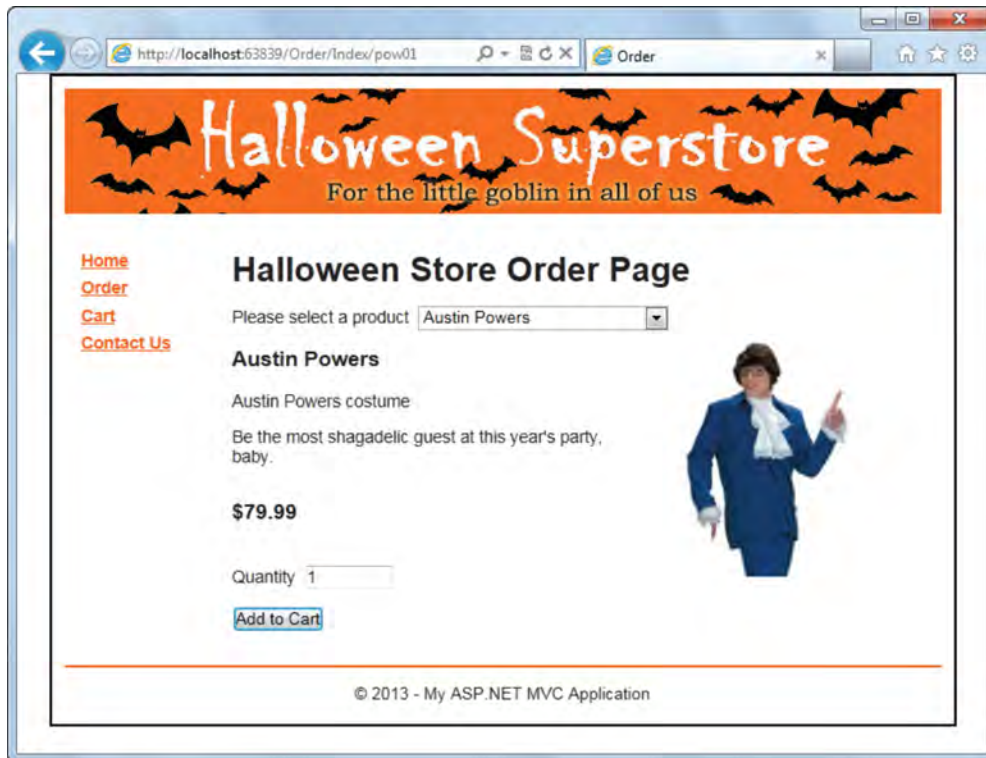 http://localhost:63839/Order/Index/pow01
Order
Halloween Superstore
For the little goblin in all of us
Home
Order
Cart
Contact Us
Halloween Store Order Page
Please select a product Austin Powers
Austin Powers
Austin Powers costume
Be the most shagadelic guest at this year's party,
baby.
$79.99
Quantity 1
Add to Cart
© 2013 - My ASP.NET MVC Application